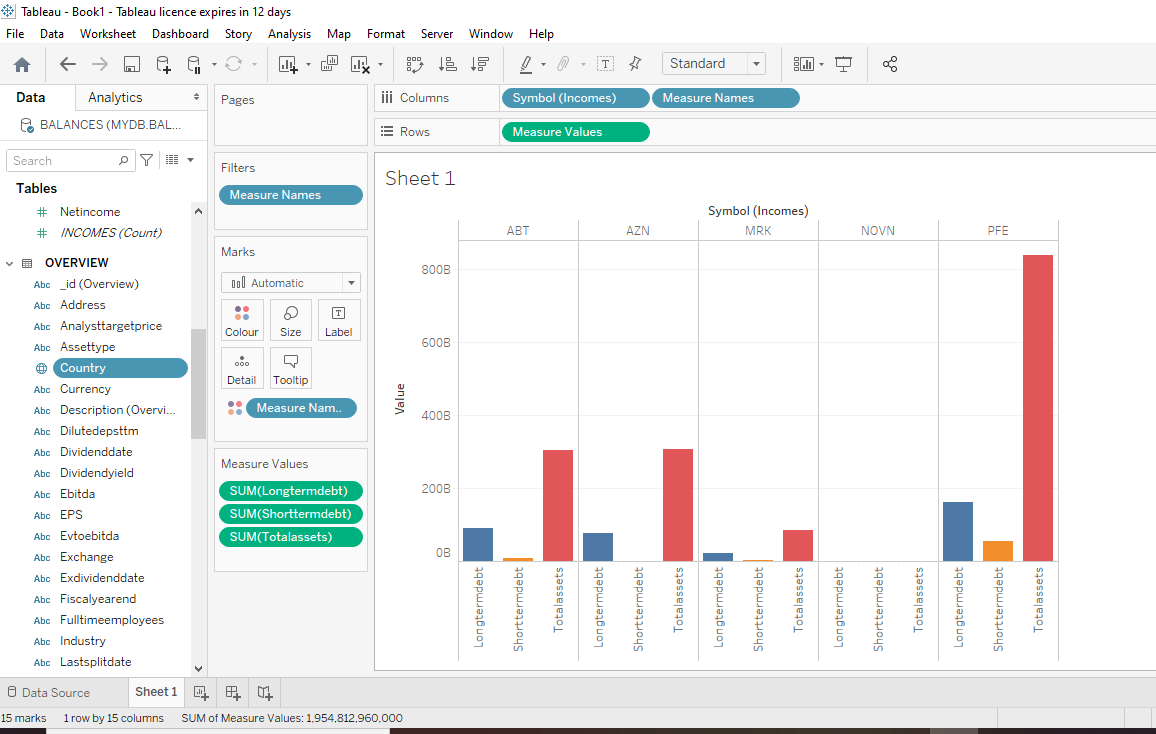 Tableau - Book1 - Tableau licence expires in 12 days
File Data Worksheet Dashboard Story Analysis Map Format Server Window Help
Standard
Data Analytics
BALANCES (MYDB.BAL...
Search
Tables
Netincome
INCOMES (Count)
OVERVIEW
Abc _id (Overview)
Abc Address
Abc Analysttargetprice
Abc Assettype
Country
Abc Currency
Abc Description (Overvi...
Abc Dilutedepsttm
Abc Dividenddate
Abc Dividendyield
Abc Ebitda
Abc EPS
Abc Evtoebitda
Abc Exchange
Abc Exdividenddate
Abc Fiscalyearend
Abc Fulltimeemployees
Abc Industry
Abc Lastsplitdate
Pages
Filters
Measure Names
Marks
Automatic
Colour Size Label
Detail Tooltip
Measure Nam..
Measure Values
SUM(Longtermdebt)
SUM(Shorttermdebt)
SUM(Totalassets)
Columns Symbol (Incomes) Measure Names
Rows Measure Values
Sheet 1
Symbol (Incomes)
ABT AZN MRK NOVN PFE
800B
600B
400B
200B
0B
Value
Longtermdebt Shorttermdebt Totalassets Longtermdebt Shorttermdebt Totalassets Longtermdebt Shorttermdebt Totalassets Longtermdebt Shorttermdebt Totalassets Longtermdebt Shorttermdebt Totalassets
Data Source Sheet 1
15 marks 1 row by 15 columns SUM of Measure Values: 1,954,812,960,000